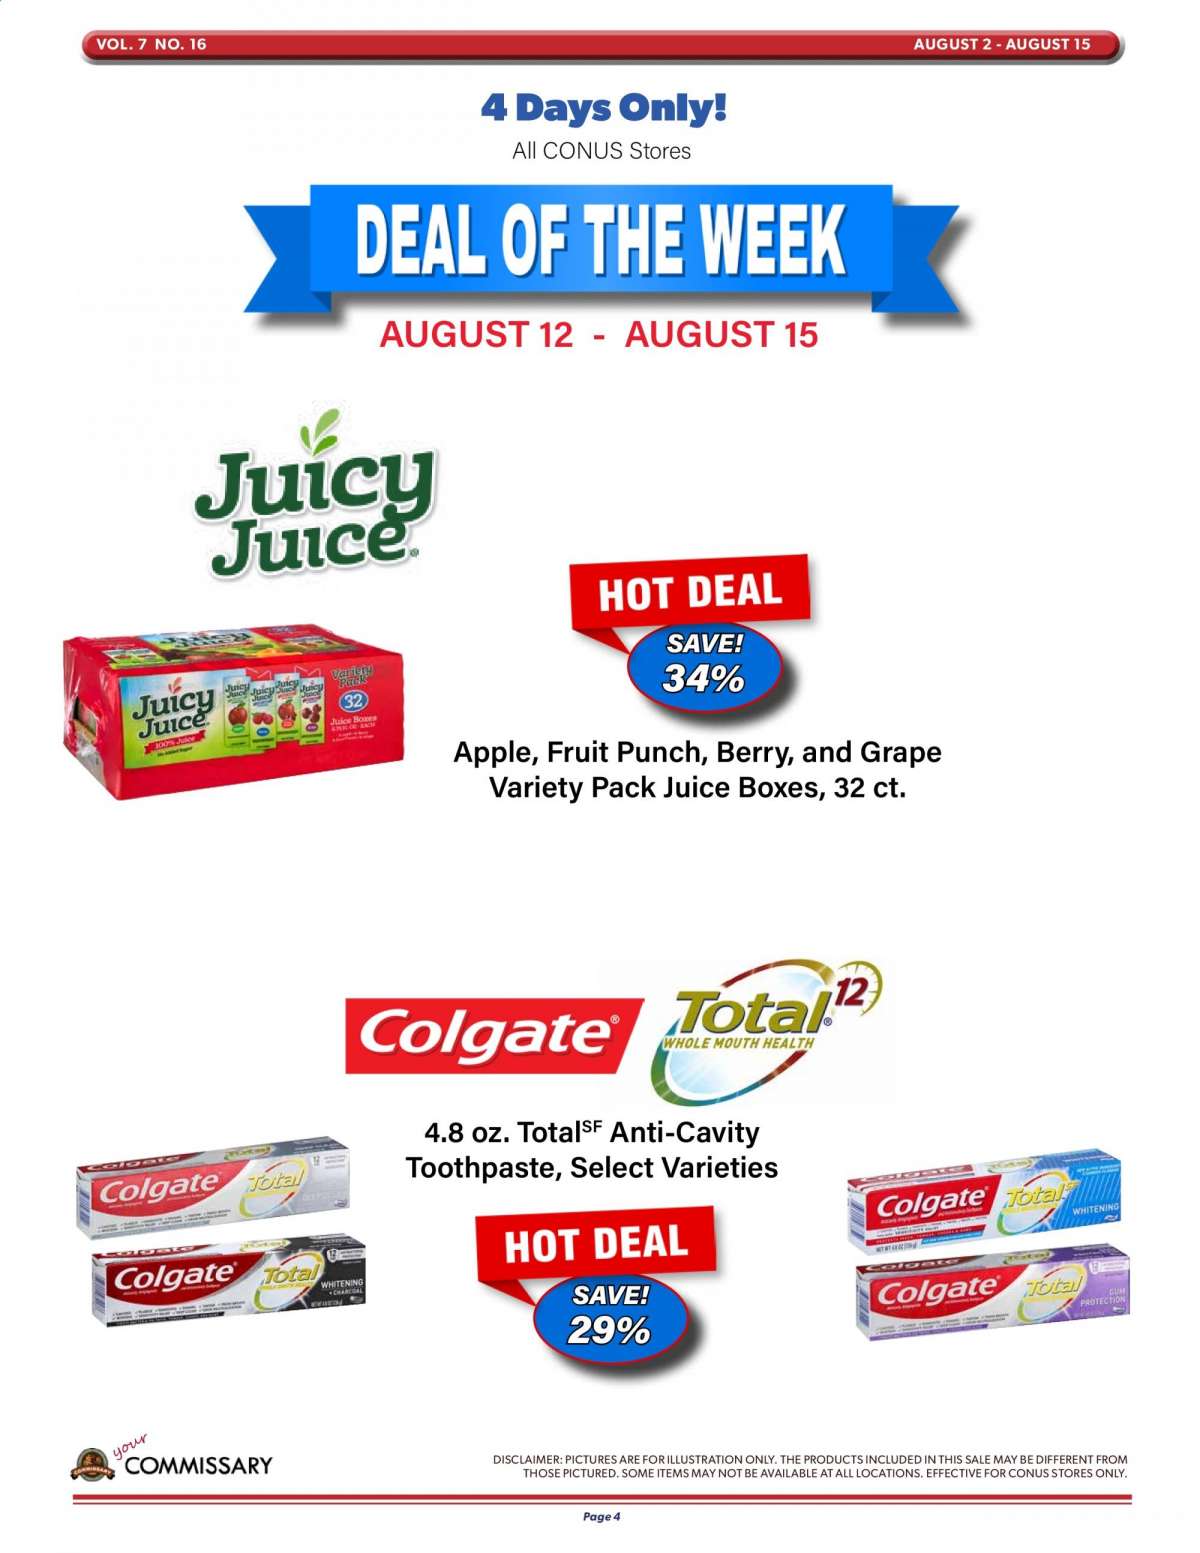 VOL. 7 NO. 16 AUGUST 2 - AUGUST 15
4 Days Only!
All CONUS Stores
DEAL OF THE WEEK
AUGUST 12 - AUGUST 15
Juicy
Juice®
HOT DEAL
SAVE!
34%
Juicy
Juice
100% Juice
No Added Sugar
Variety
Pack
32
Juice Boxes
Apple, Fruit Punch, Berry, and Grape
Variety Pack Juice Boxes, 32 ct.
Colgate®
Total® 12
WHOLE MOUTH HEALTH
4.8 oz. TotalSF Anti-Cavity
Toothpaste, Select Varieties
Colgate Total
Colgate Total
WHITENING
+ CHARCOAL
HOT DEAL
SAVE!
29%
Colgate TotalSF
WHITENING
Colgate Total
GUM
PROTECTION
your
COMMISSARY
DISCLAIMER: PICTURES ARE FOR ILLUSTRATION ONLY. THE PRODUCTS INCLUDED IN THIS SALE MAY BE DIFFERENT FROM
THOSE PICTURED. SOME ITEMS MAY NOT BE AVAILABLE AT ALL LOCATIONS. EFFECTIVE FOR CONUS STORES ONLY.
Page 4